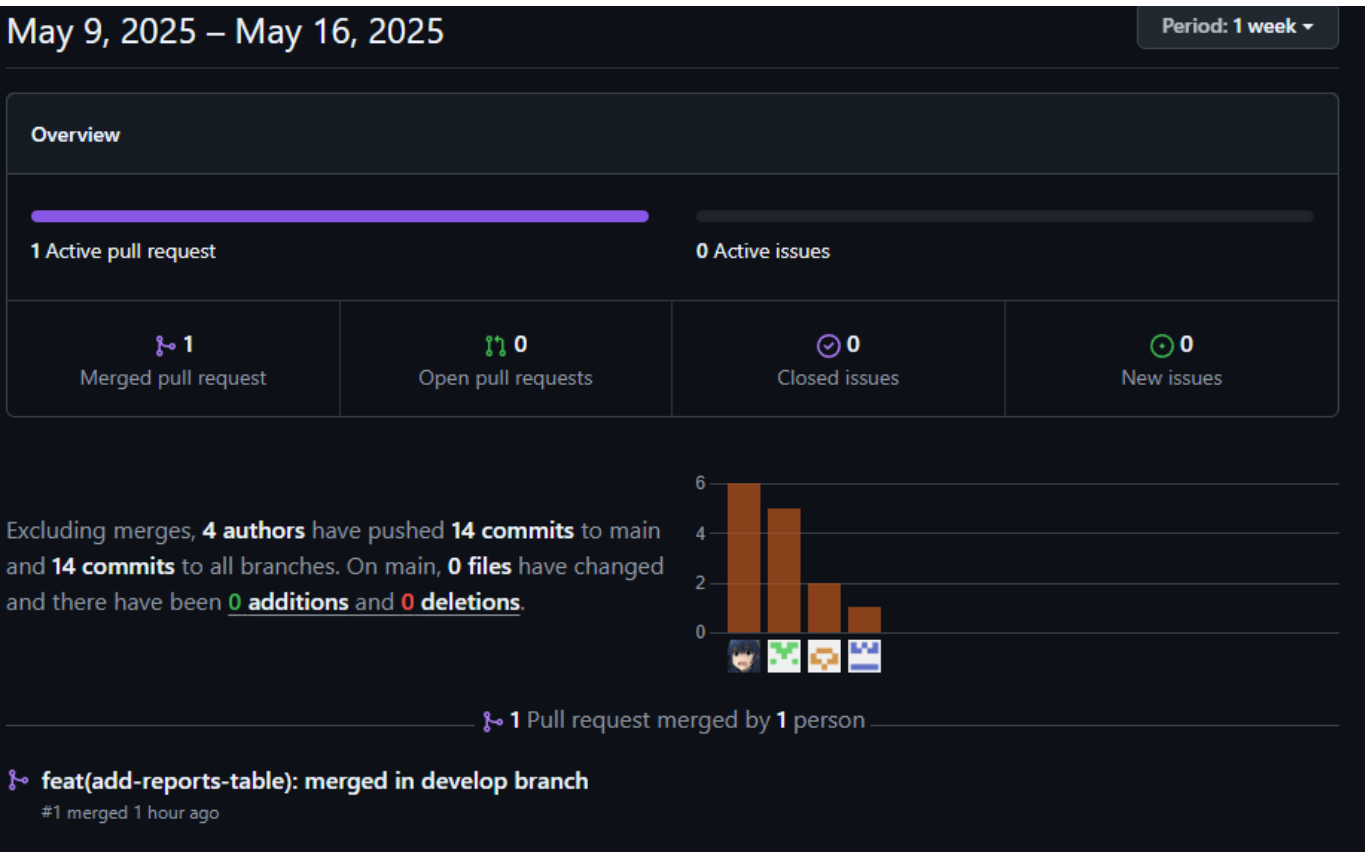 May 9, 2025 – May 16, 2025
Period: 1 week
Overview
1 Active pull request
0 Active issues
1
Merged pull request
0
Open pull requests
0
Closed issues
0
New issues
Excluding merges, 4 authors have pushed 14 commits to main
and 14 commits to all branches. On main, 0 files have changed
and there have been 0 additions and 0 deletions.
6
4
2
0
1 Pull request merged by 1 person
feat(add-reports-table): merged in develop branch
#1 merged 1 hour ago